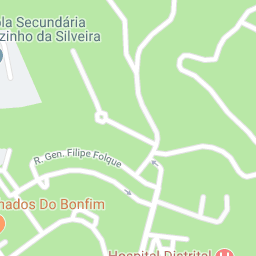 ola Secundária
zinho da Silveira
R. Gen. Filipe Folque
nados Do Bonfim
Hospital Distrital